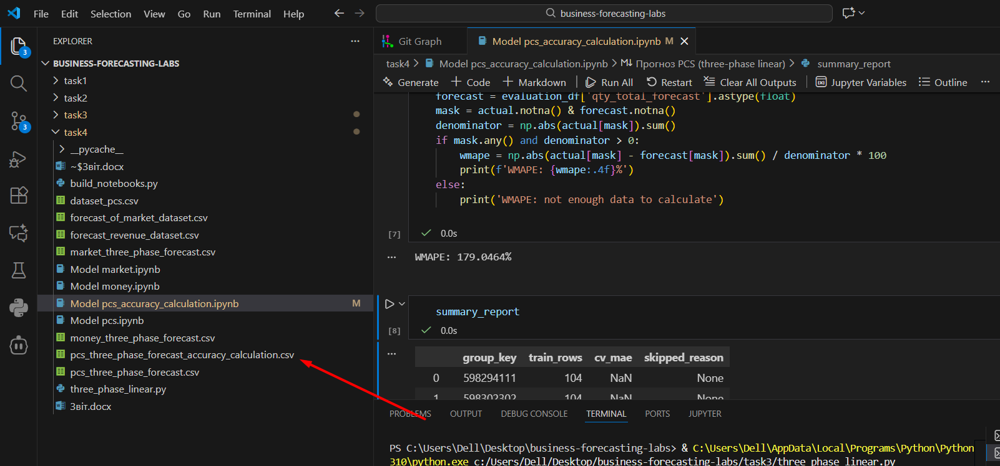 File Edit Selection View Go Run Terminal Help
business-forecasting-labs
EXPLORER
3
BUSINESS-FORECASTING-LABS
task1
task2
task3
3
task4
__pycache__
~$Звіт.docx
build_notebooks.py
dataset_pcs.csv
forecast_of_market_dataset.csv
forecast_revenue_dataset.csv
market_three_phase_forecast.csv
Model market.ipynb
Model money.ipynb
Model pcs_accuracy_calculation.ipynb M
Model pcs.ipynb
money_three_phase_forecast.csv
pcs_three_phase_forecast_accuracy_calculation.csv
pcs_three_phase_forecast.csv
three_phase_linear.py
Звіт.docx
Git Graph
Model pcs_accuracy_calculation.ipynb M
task4 > Model pcs_accuracy_calculation.ipynb > M↓ Прогноз PCS (three-phase linear) > summary_report
Generate + Code + Markdown Run All Restart Clear All Outputs Jupyter Variables Outline
forecast = evaluation_df['qty_total_forecast'].astype(float)
mask = actual.notna() & forecast.notna()
denominator = np.abs(actual[mask]).sum()
if mask.any() and denominator > 0:
wmape = np.abs(actual[mask] - forecast[mask]).sum() / denominator * 100
print(f'WMAPE: {wmape:.4f}%')
else:
print('WMAPE: not enough data to calculate')
[7] 0.0s
WMAPE: 179.0464%
summary_report
[8] 0.0s
group_key train_rows cv_mae skipped_reason
0 598294111 104 NaN None
1 598302302 104 NaN None
PROBLEMS OUTPUT DEBUG CONSOLE TERMINAL PORTS JUPYTER
PS C:\Users\Dell\Desktop\business-forecasting-labs> & C:\Users\Dell\AppData\Local\Programs\Python\Python
310\python.exe c:/Users/Dell/Desktop/business-forecasting-labs/task3/three_phase_linear.py